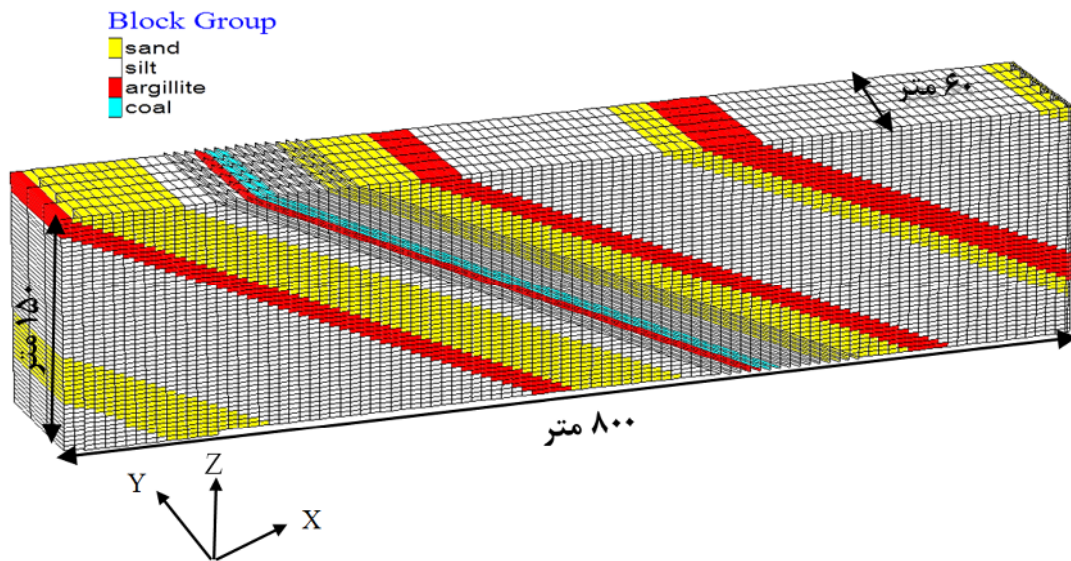 Block Group
sand
silt
argillite
coal
۶۰ متر
۱۵۰ متر
۸۰۰ متر
Z
Y
X